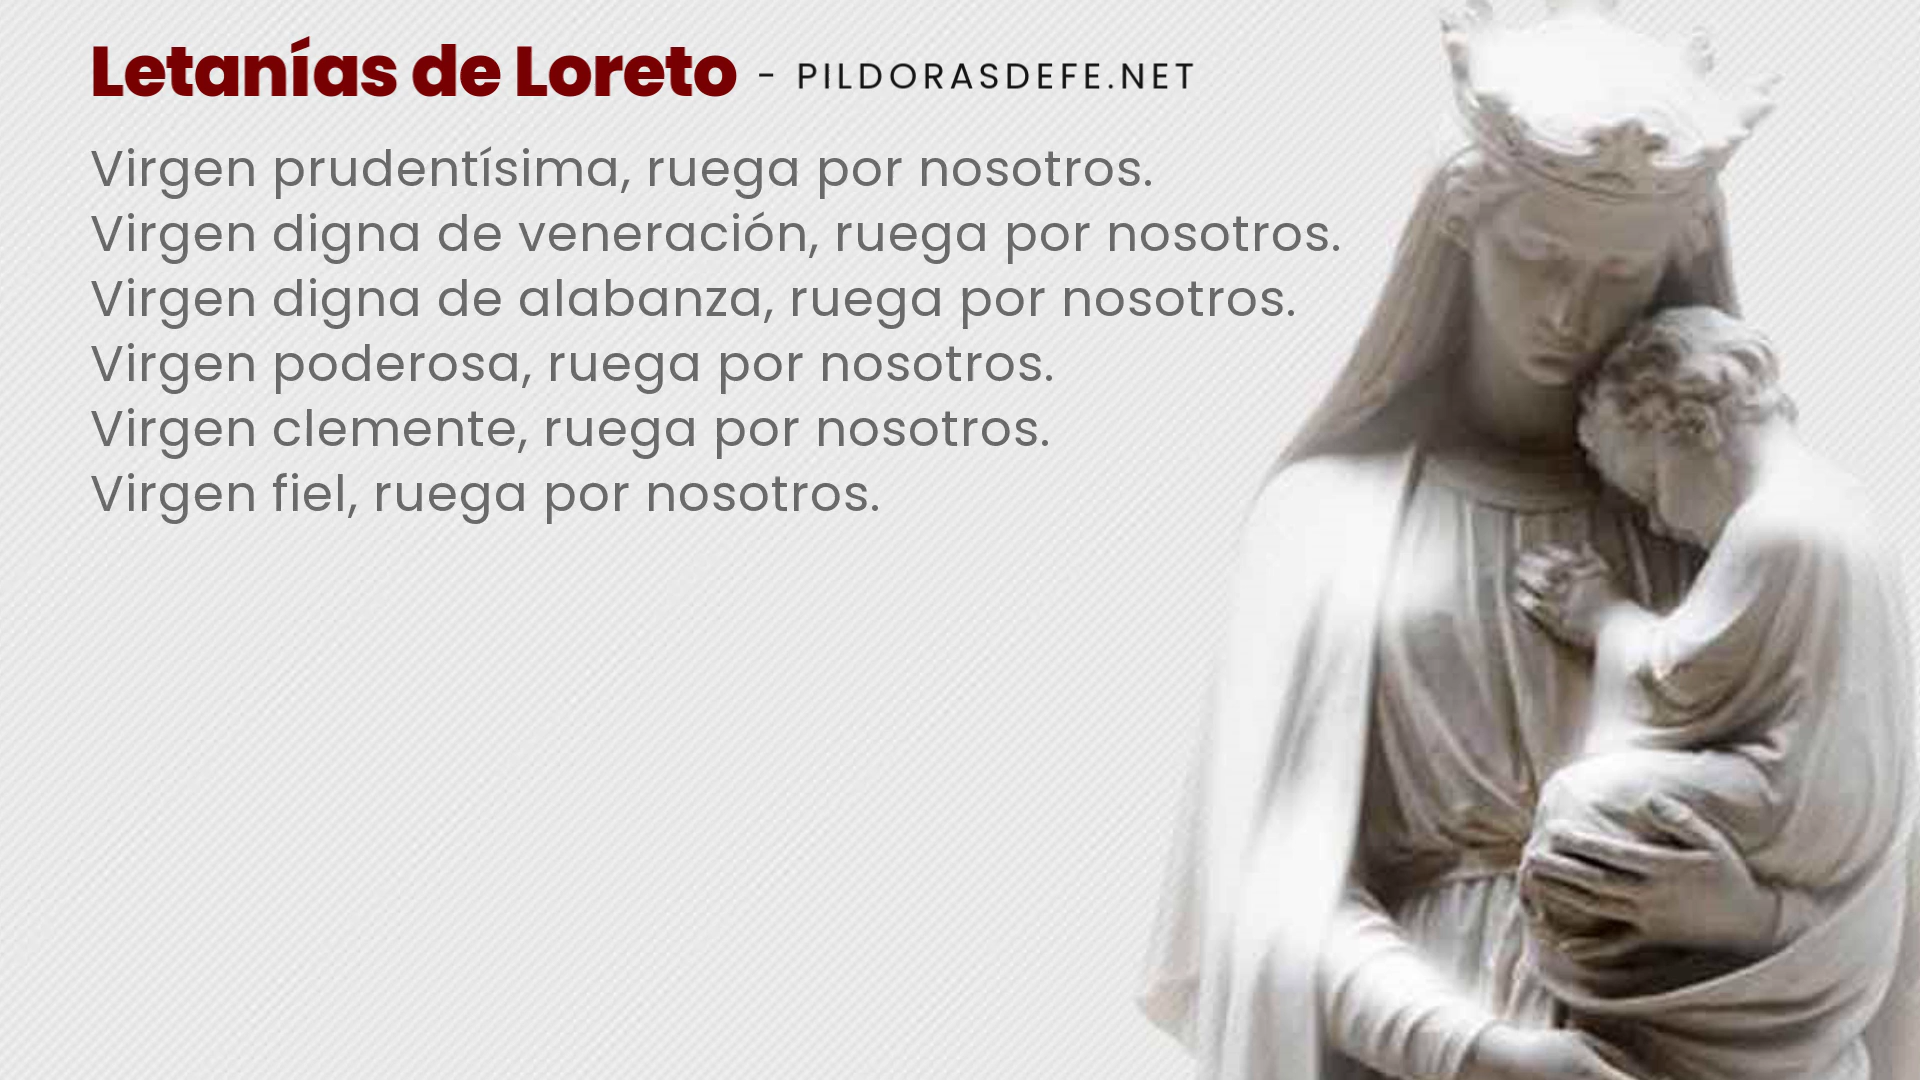 Letanías de Loreto - PILDORASDEFE.NET
Virgen prudentísima, ruega por nosotros.
Virgen digna de veneración, ruega por nosotros.
Virgen digna de alabanza, ruega por nosotros.
Virgen poderosa, ruega por nosotros.
Virgen clemente, ruega por nosotros.
Virgen fiel, ruega por nosotros.